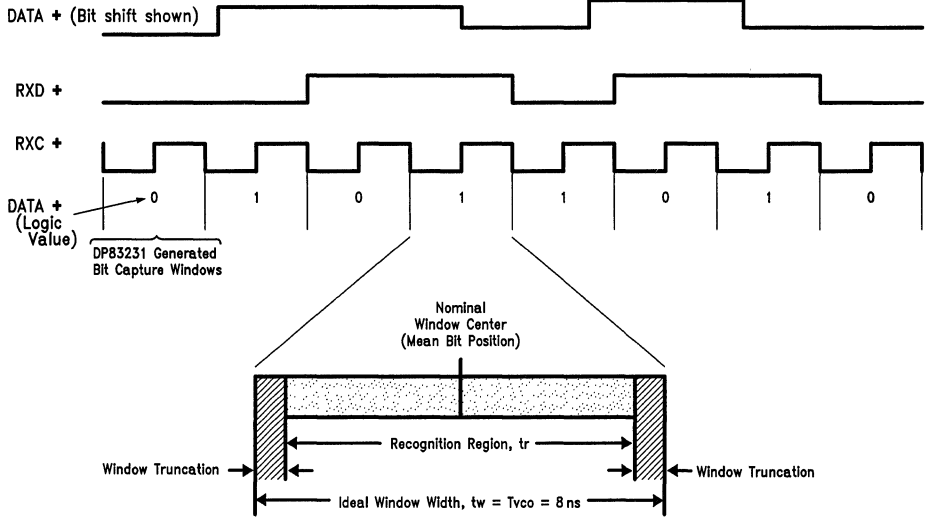 DATA + (Bit shift shown)
RXD +
RXC +
DATA +
(Logic
Value)
0 1 0 1 1 0 1 0
DP83231 Generated
Bit Capture Windows
Nominal
Window Center
(Mean Bit Position)
Recognition Region, tr
Window Truncation
Window Truncation
Ideal Window Width, tw = Tvco = 8 ns